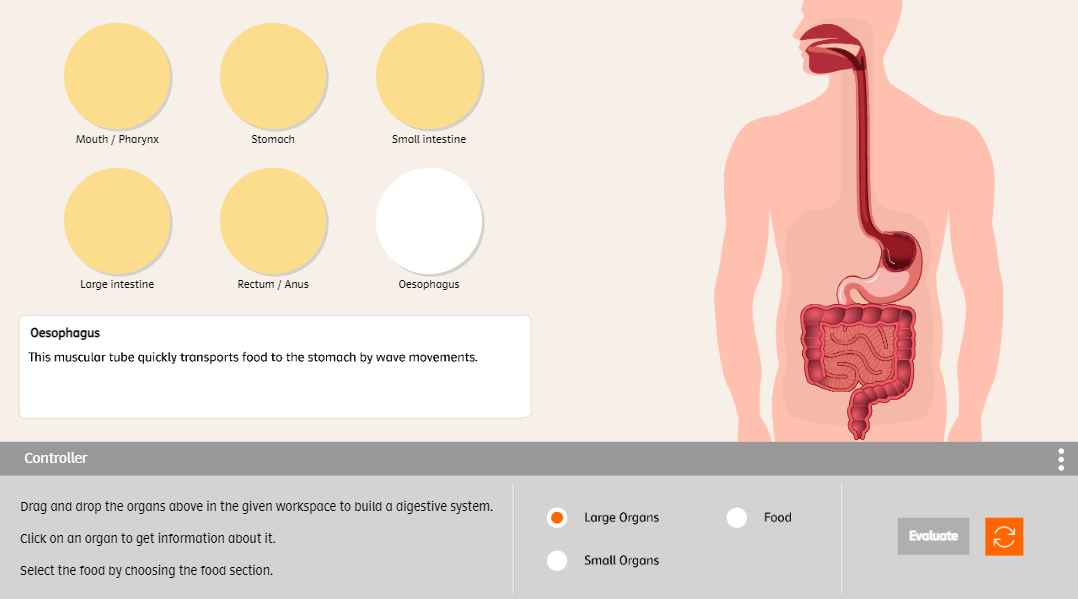 Mouth / Pharynx
Stomach
Small intestine
Large intestine
Rectum / Anus
Oesophagus
Oesophagus
This muscular tube quickly transports food to the stomach by wave movements.
Controller
Drag and drop the organs above in the given workspace to build a digestive system.
Click on an organ to get information about it.
Select the food by choosing the food section.
Large Organs
Food
Small Organs
Evaluate